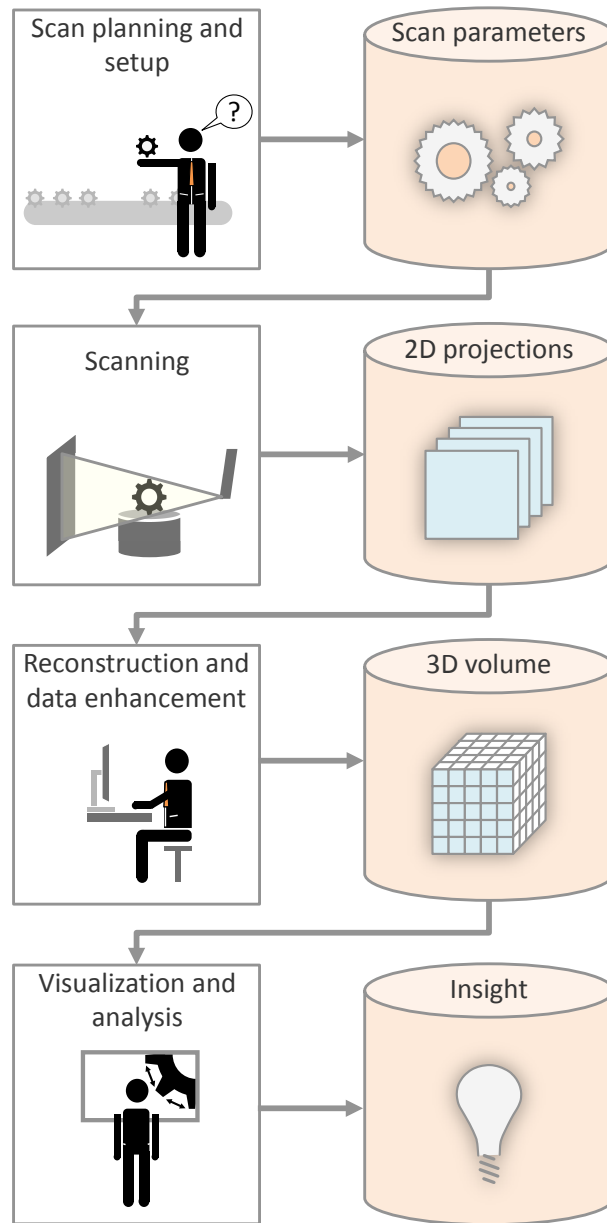 Scan planning and
setup
?
Scan parameters
Scanning
2D projections
Reconstruction and
data enhancement
3D volume
Visualization and
analysis
Insight